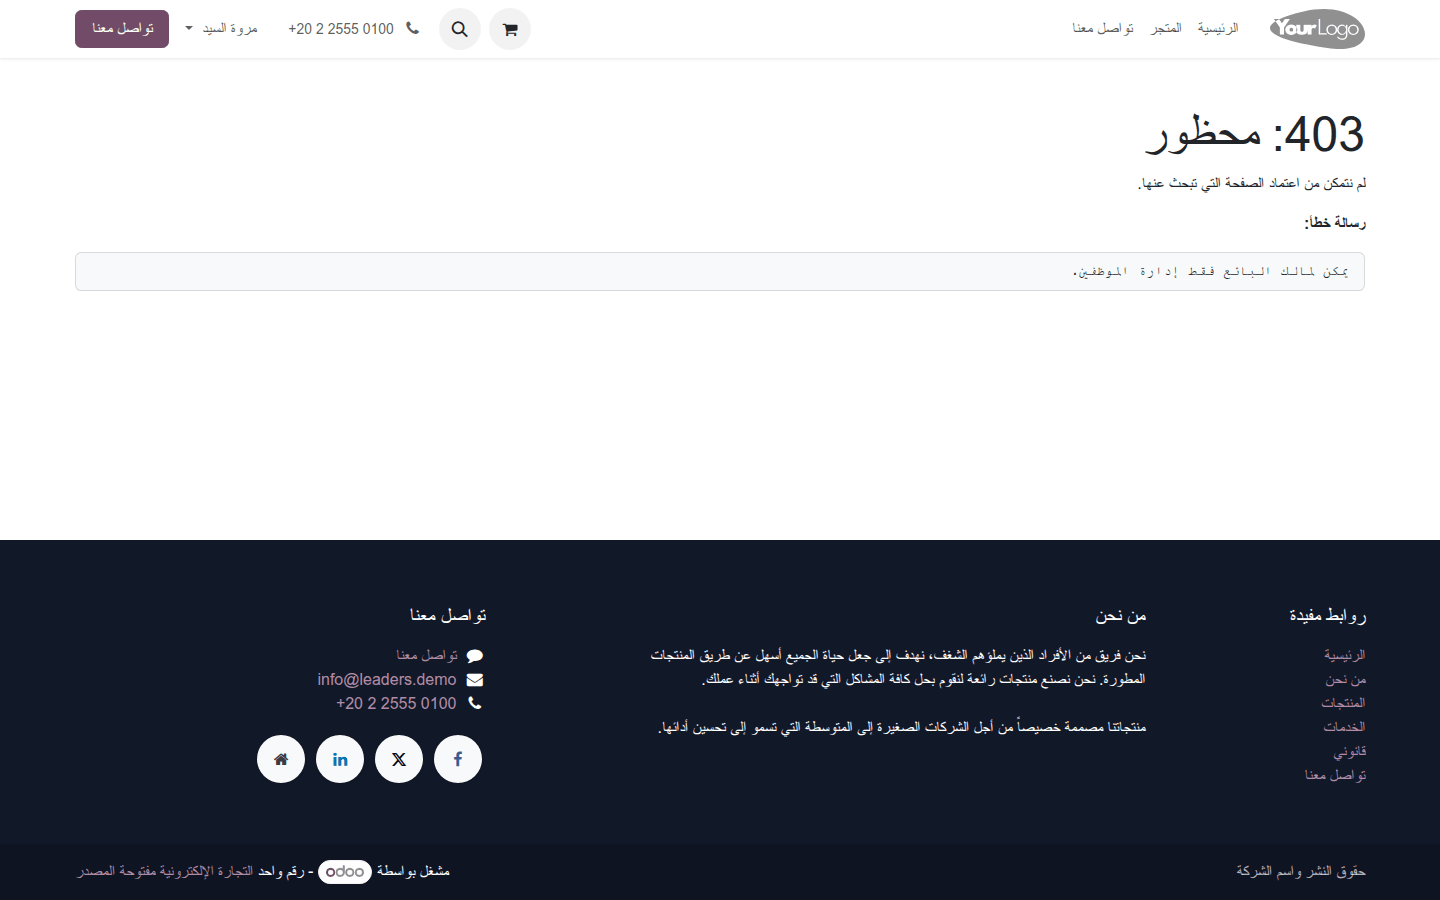 YourLogo
الرئيسية
المتجر
تواصل معنا
+20 2 2555 0100
مروة السيد
تواصل معنا
403: محظور
لم نتمكن من اعتماد الصفحة التي تبحث عنها.
رسالة خطأ:
يمكن لمالك البائع فقط إدارة الموظفين.
روابط مفيدة
الرئيسية
من نحن
المنتجات
الخدمات
قانوني
تواصل معنا
من نحن
نحن فريق من الأفراد الذين يملؤهم الشغف، نهدف إلى جعل حياة الجميع أسهل عن طريق المنتجات
المطورة. نحن نصنع منتجات رائعة لنقوم بحل كافة المشاكل التي قد تواجهك أثناء عملك.
منتجاتنا مصممة خصيصاً من أجل الشركات الصغيرة إلى المتوسطة التي تسمو إلى تحسين أدائها.
تواصل معنا
تواصل معنا
info@leaders.demo
+20 2 2555 0100
حقوق النشر واسم الشركة
مشغل بواسطة odoo - رقم واحد التجارة الإلكترونية مفتوحة المصدر